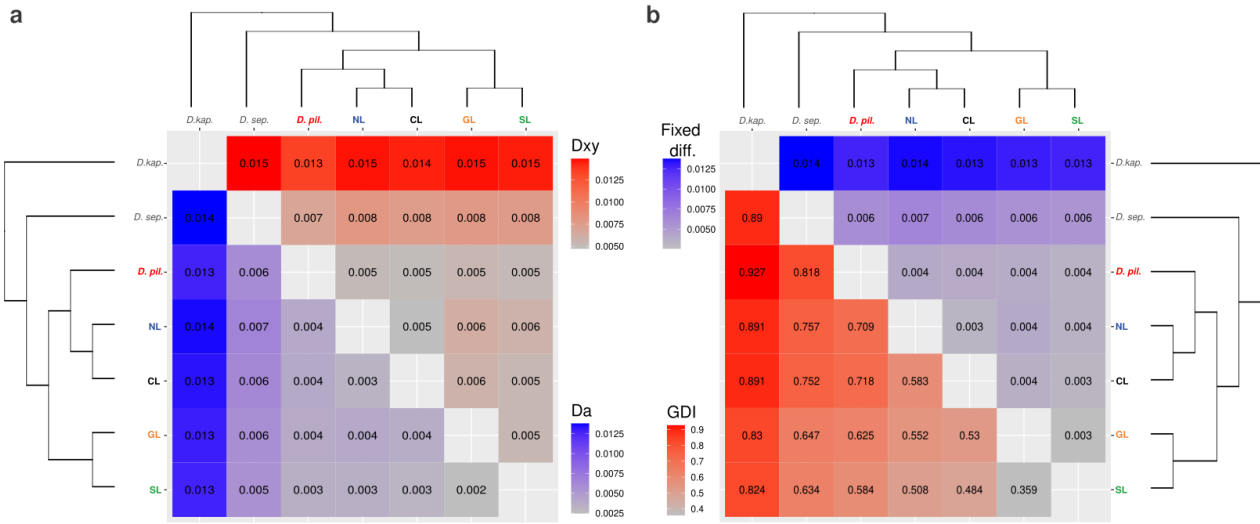 a
b
D.kap. D. sep. D. pil. NL CL GL SL
D.kap. D. sep. D. pil. NL CL GL SL
D.kap. 0.015 0.013 0.015 0.014 0.015 0.015
D. sep. 0.014 0.007 0.008 0.008 0.008 0.008
D. pil. 0.013 0.006 0.005 0.005 0.005 0.005
NL 0.014 0.007 0.004 0.005 0.006 0.006
CL 0.013 0.006 0.004 0.003 0.006 0.005
GL 0.013 0.006 0.004 0.004 0.004 0.005
SL 0.013 0.005 0.003 0.003 0.003 0.002
Dxy
0.0125
0.0100
0.0075
0.0050
Da
0.0125
0.0100
0.0075
0.0050
0.0025
Fixed
diff.
0.0125
0.0100
0.0075
0.0050
GDI
0.9
0.8
0.7
0.6
0.5
0.4
0.014 0.013 0.014 0.013 0.013 0.013 D.kap.
0.89 0.006 0.007 0.006 0.006 0.006 D. sep.
0.927 0.818 0.004 0.004 0.004 0.004 D. pil.
0.891 0.757 0.709 0.003 0.004 0.004 NL
0.891 0.752 0.718 0.583 0.004 0.003 CL
0.83 0.647 0.625 0.552 0.53 0.003 GL
0.824 0.634 0.584 0.508 0.484 0.359 SL